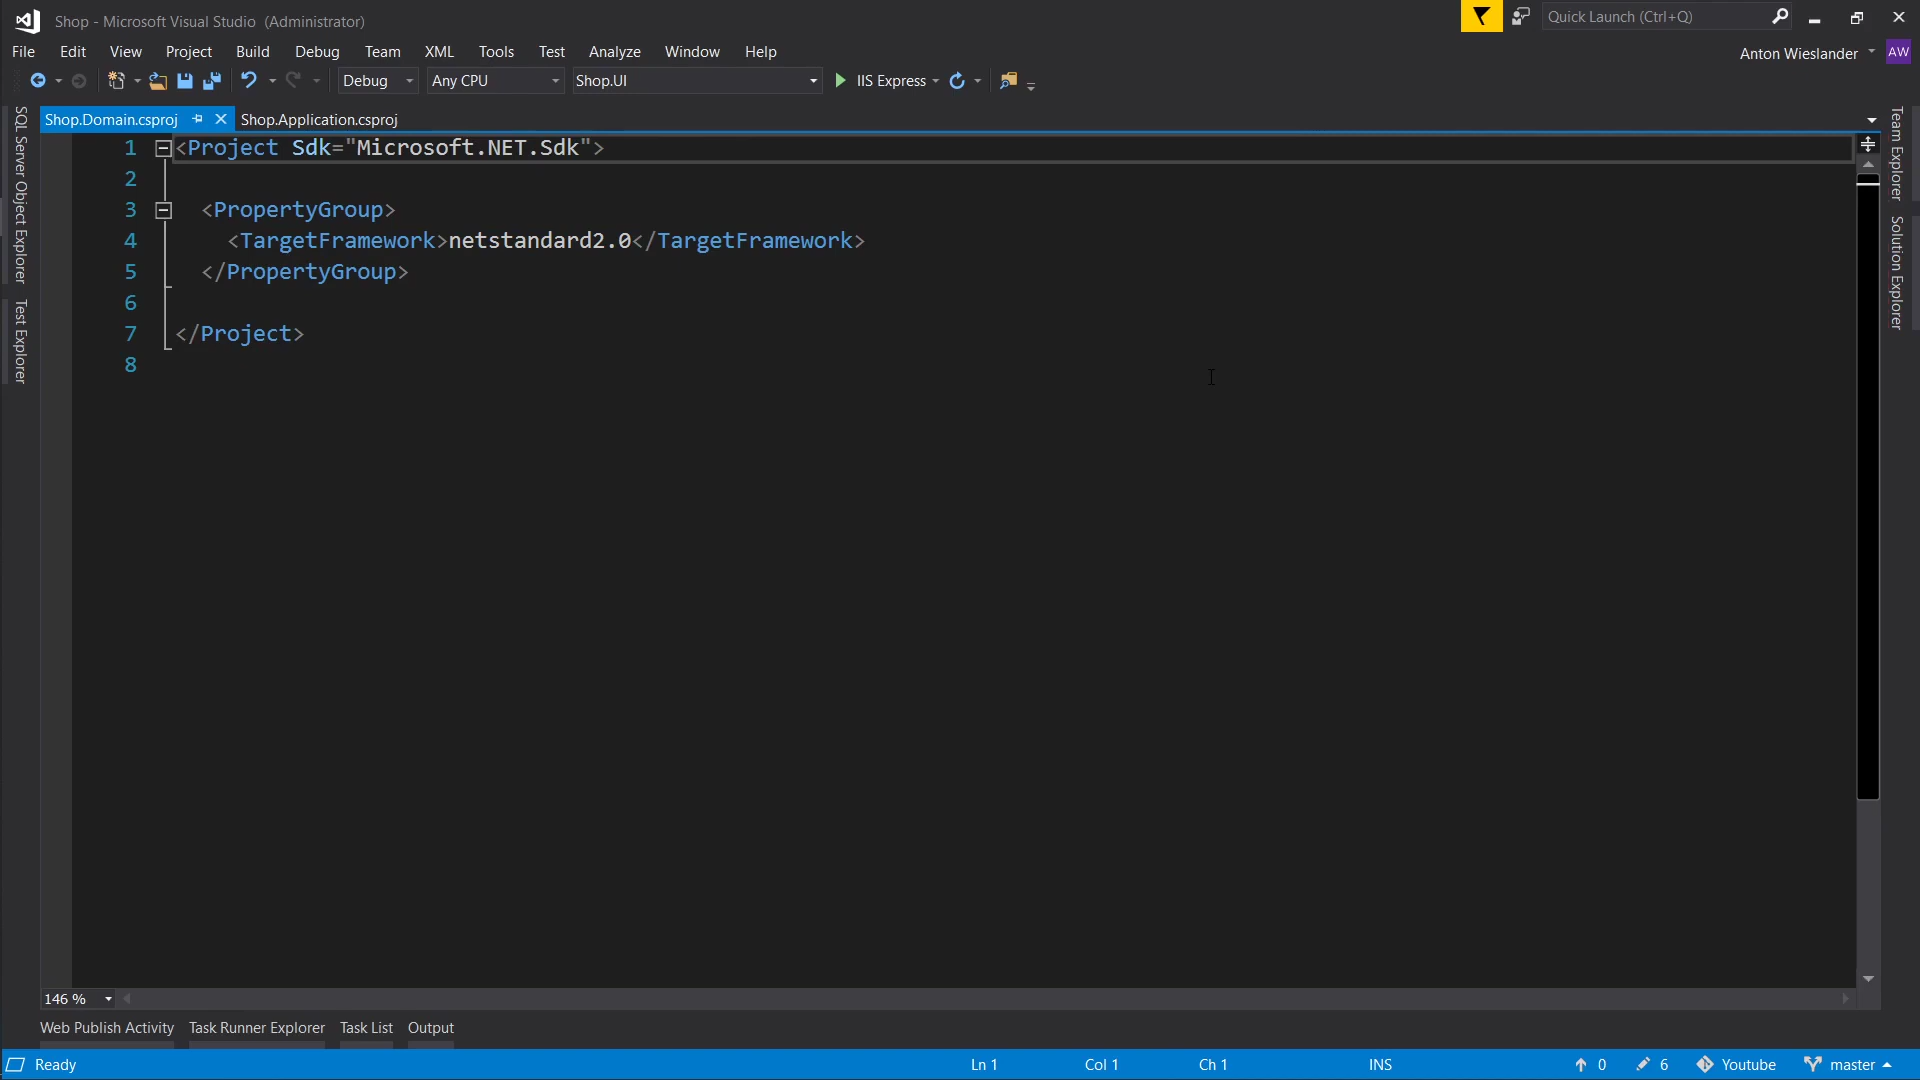 Shop - Microsoft Visual Studio (Administrator)
Quick Launch (Ctrl+Q)
File Edit View Project Build Debug Team XML Tools Test Analyze Window Help
Anton Wieslander AW
Debug Any CPU Shop.UI IIS Express
Shop.Domain.csproj Shop.Application.csproj
SQL Server Object Explorer
Test Explorer
Team Explorer
Solution Explorer
1 <Project Sdk="Microsoft.NET.Sdk">
2
3 <PropertyGroup>
4 <TargetFramework>netstandard2.0</TargetFramework>
5 </PropertyGroup>
6
7 </Project>
8
146 %
Web Publish Activity Task Runner Explorer Task List Output
Ready Ln 1 Col 1 Ch 1 INS 0 6 Youtube master